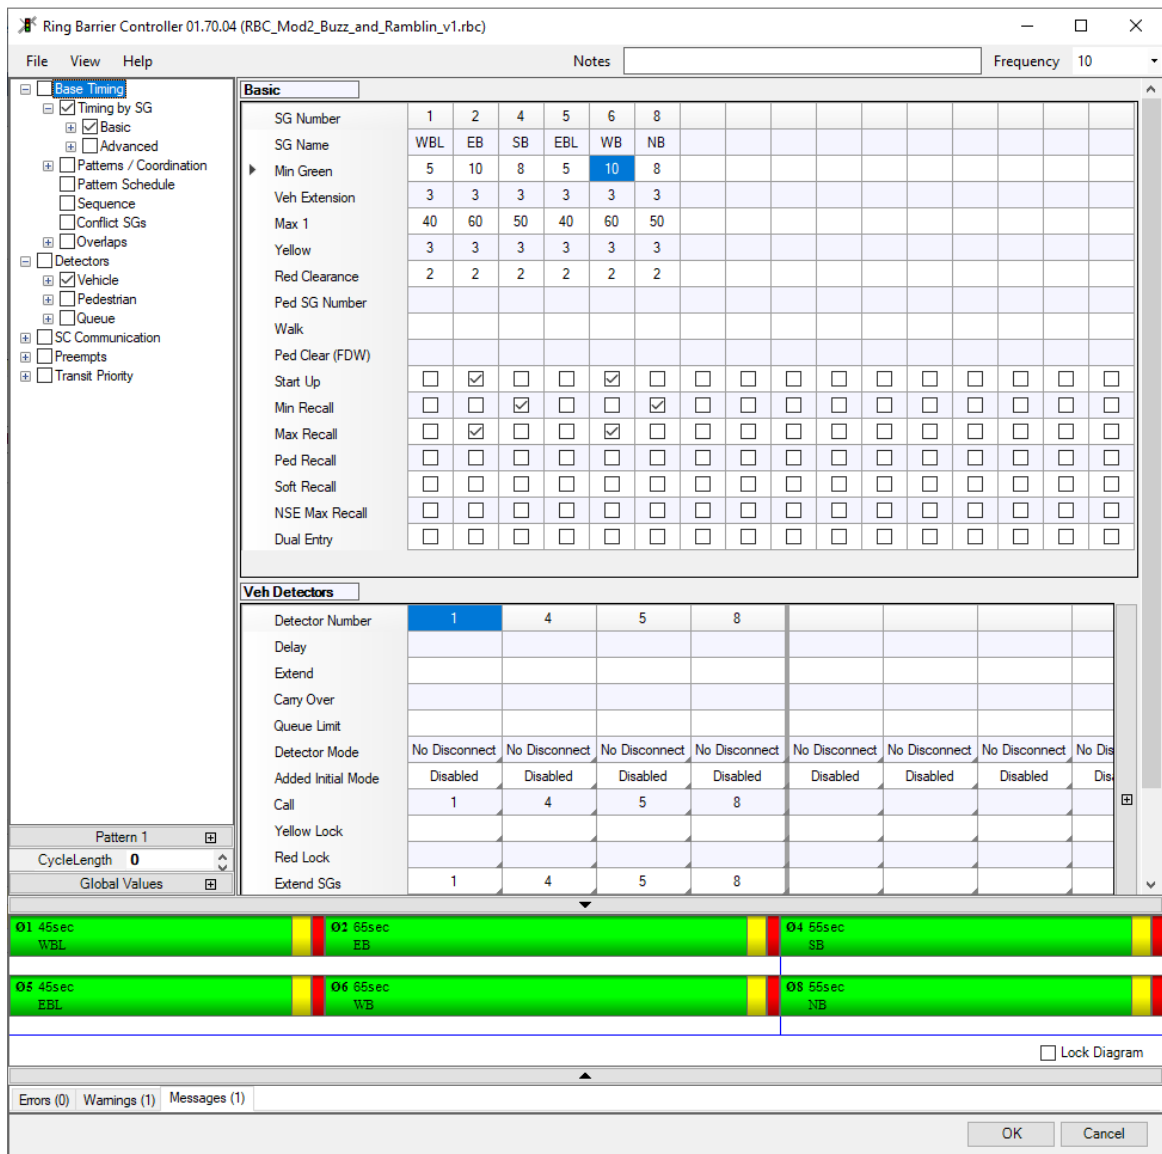 Ring Barrier Controller 01.70.04 (RBC_Mod2_Buzz_and_Ramblin_v1.rbc)
File View Help Notes Frequency 10
Base Timing
Timing by SG
Basic
Advanced
Patterns / Coordination
Pattern Schedule
Sequence
Conflict SGs
Overlaps
Detectors
Vehicle
Pedestrian
Queue
SC Communication
Preempts
Transit Priority
Pattern 1
CycleLength 0
Global Values
Basic
SG Number 1 2 4 5 6 8
SG Name WBL EB SB EBL WB NB
Min Green 5 10 8 5 10 8
Veh Extension 3 3 3 3 3 3
Max 1 40 60 50 40 60 50
Yellow 3 3 3 3 3 3
Red Clearance 2 2 2 2 2 2
Ped SG Number
Walk
Ped Clear (FDW)
Start Up
Min Recall
Max Recall
Ped Recall
Soft Recall
NSE Max Recall
Dual Entry
Veh Detectors
Detector Number 1 4 5 8
Delay
Extend
Carry Over
Queue Limit
Detector Mode No Disconnect No Disconnect No Disconnect No Disconnect No Disconnect No Disconnect No Disconnect No Dis
Added Initial Mode Disabled Disabled Disabled Disabled Disabled Disabled Disabled Disa
Call 1 4 5 8
Yellow Lock
Red Lock
Extend SGs 1 4 5 8
Ø1 45sec Ø2 65sec Ø4 55sec
WBL EB SB
Ø5 45sec Ø6 65sec Ø8 55sec
EBL WB NB
Lock Diagram
Errors (0) Warnings (1) Messages (1)
OK Cancel